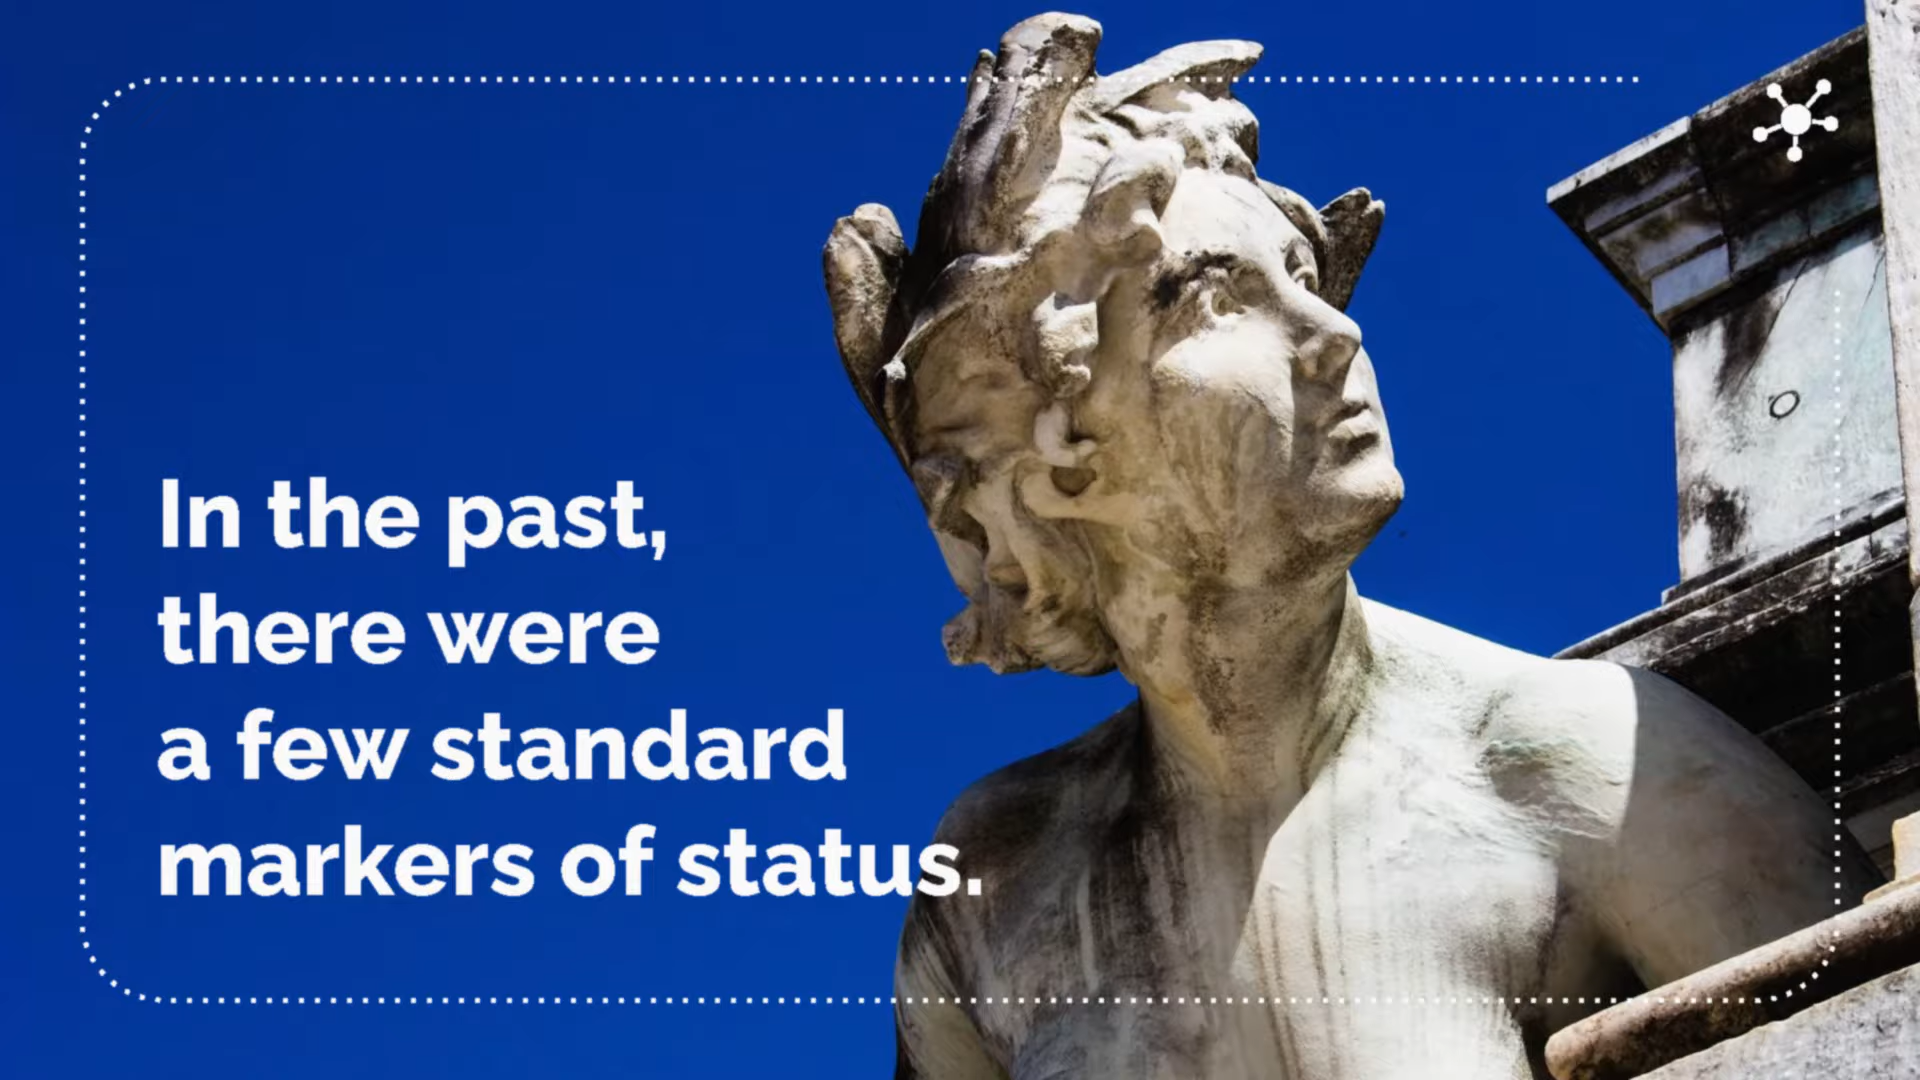 In the past,
there were
a few standard
markers of status.